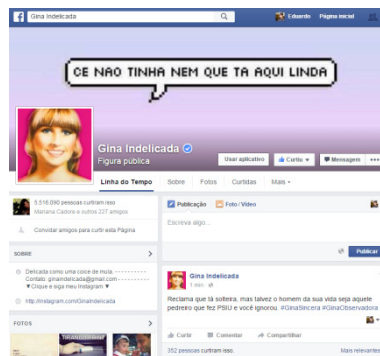 Gina Indelicada
Eduardo Página inicial
CE NAO TINHA NEM QUE TA AQUI LINDA
Gina Indelicada
Figura pública
Usar aplicativo
Curtiu
Mensagem
Linha do Tempo Sobre Fotos Curtidas Mais
5.516.090 pessoas curtiram isso
Mariana Cadore e outros 227 amigos
Convidar amigos para curtir esta Página
SOBRE
Delicada como uma coice de mula. - - - - - - - - - -
Contato: ginaindelicada@gmail.com - - - - - - -
▼Clique e siga meu Instagram ▼
http://instagram.com/GinaIndelicada
FOTOS
Publicação Foto / Vídeo
Escreva algo...
Publicar
Gina Indelicada
1 min
Reclama que tá solteira, mas talvez o homem da sua vida seja aquele
pedreiro que fez PSIU e você ignorou. #GinaSincera #GinaObservadora
Curtir Comentar Compartilhar
352 pessoas curtiram isso. Mais relevantes